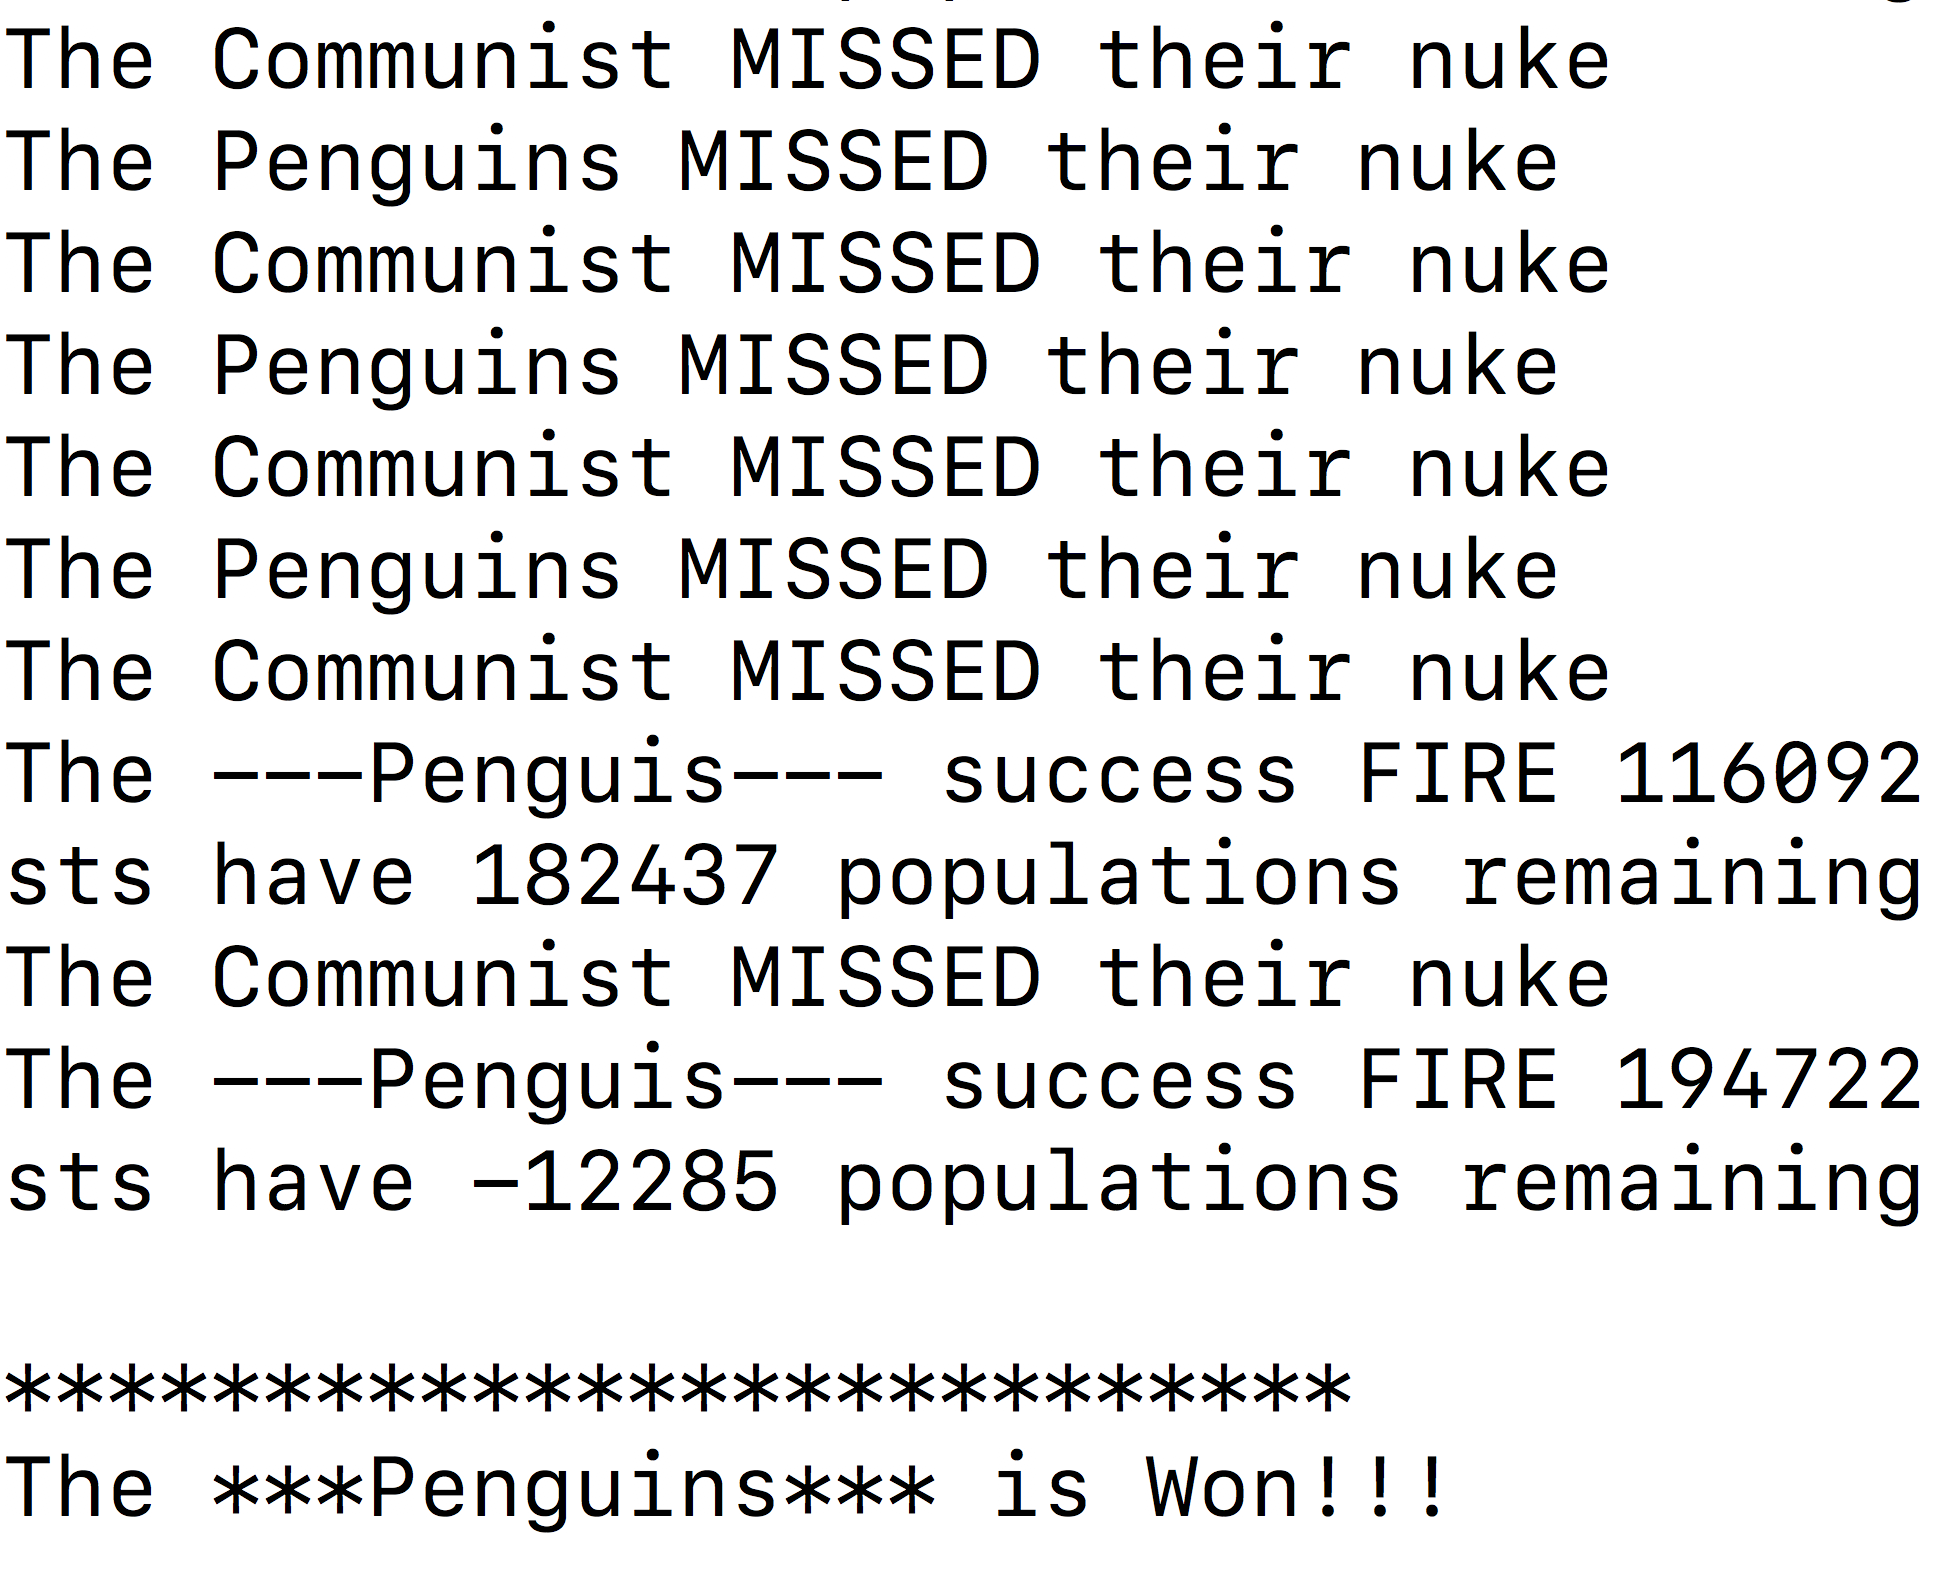 The Communist MISSED their nuke
The Penguins MISSED their nuke
The Communist MISSED their nuke
The Penguins MISSED their nuke
The Communist MISSED their nuke
The Penguins MISSED their nuke
The Communist MISSED their nuke
The ---Penguis--- success FIRE 116092
sts have 182437 populations remaining
The Communist MISSED their nuke
The ---Penguis--- success FIRE 194722
sts have -12285 populations remaining
**************************
The ***Penguins*** is Won!!!